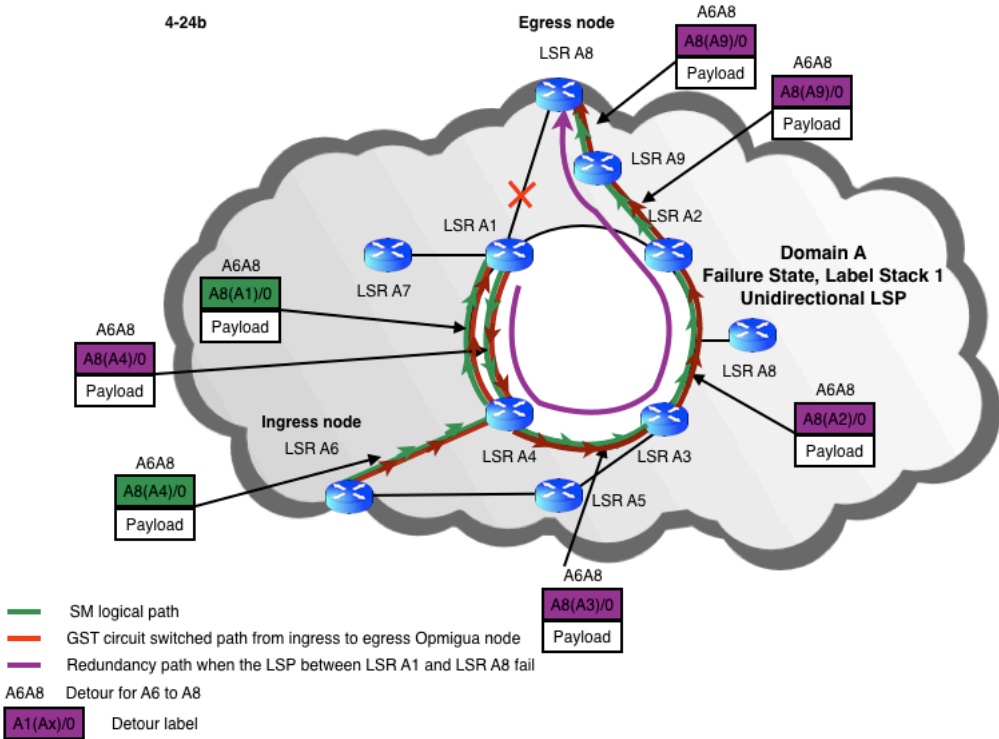 4-24b
Egress node
LSR A8
A6A8
A8(A9)/0
Payload
A6A8
A8(A9)/0
Payload
LSR A9
LSR A2
LSR A1
LSR A7
Domain A
Failure State, Label Stack 1
Unidirectional LSP
A6A8
A8(A1)/0
Payload
A6A8
A8(A4)/0
Payload
LSR A8
A6A8
A8(A2)/0
Payload
Ingress node
LSR A6
LSR A4
LSR A3
A6A8
A8(A4)/0
Payload
LSR A5
A6A8
A8(A3)/0
Payload
SM logical path
GST circuit switched path from ingress to egress Opmigua node
Redundancy path when the LSP between LSR A1 and LSR A8 fail
A6A8 Detour for A6 to A8
A1(Ax)/0 Detour label